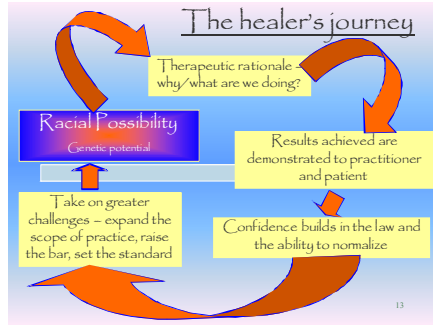 The healer's journey
Therapeutic rationale –
why/what are we doing?
Results achieved are
demonstrated to practitioner
and patient
Confidence builds in the law and
the ability to normalize
Take on greater
challenges – expand the
scope of practice, raise
the bar, set the standard
Racial Possibility
Genetic potential
13